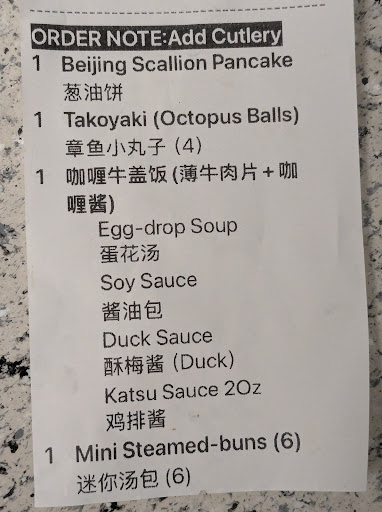 ORDER NOTE:Add Cutlery
1 Beijing Scallion Pancake
葱油饼
1 Takoyaki (Octopus Balls)
章鱼小丸子 (4)
1 咖喱牛盖饭 (薄牛肉片+咖
喱酱)
Egg-drop Soup
蛋花汤
Soy Sauce
酱油包
Duck Sauce
酥梅酱 (Duck)
Katsu Sauce 2Oz
鸡排酱
1 Mini Steamed-buns (6)
迷你汤包 (6)